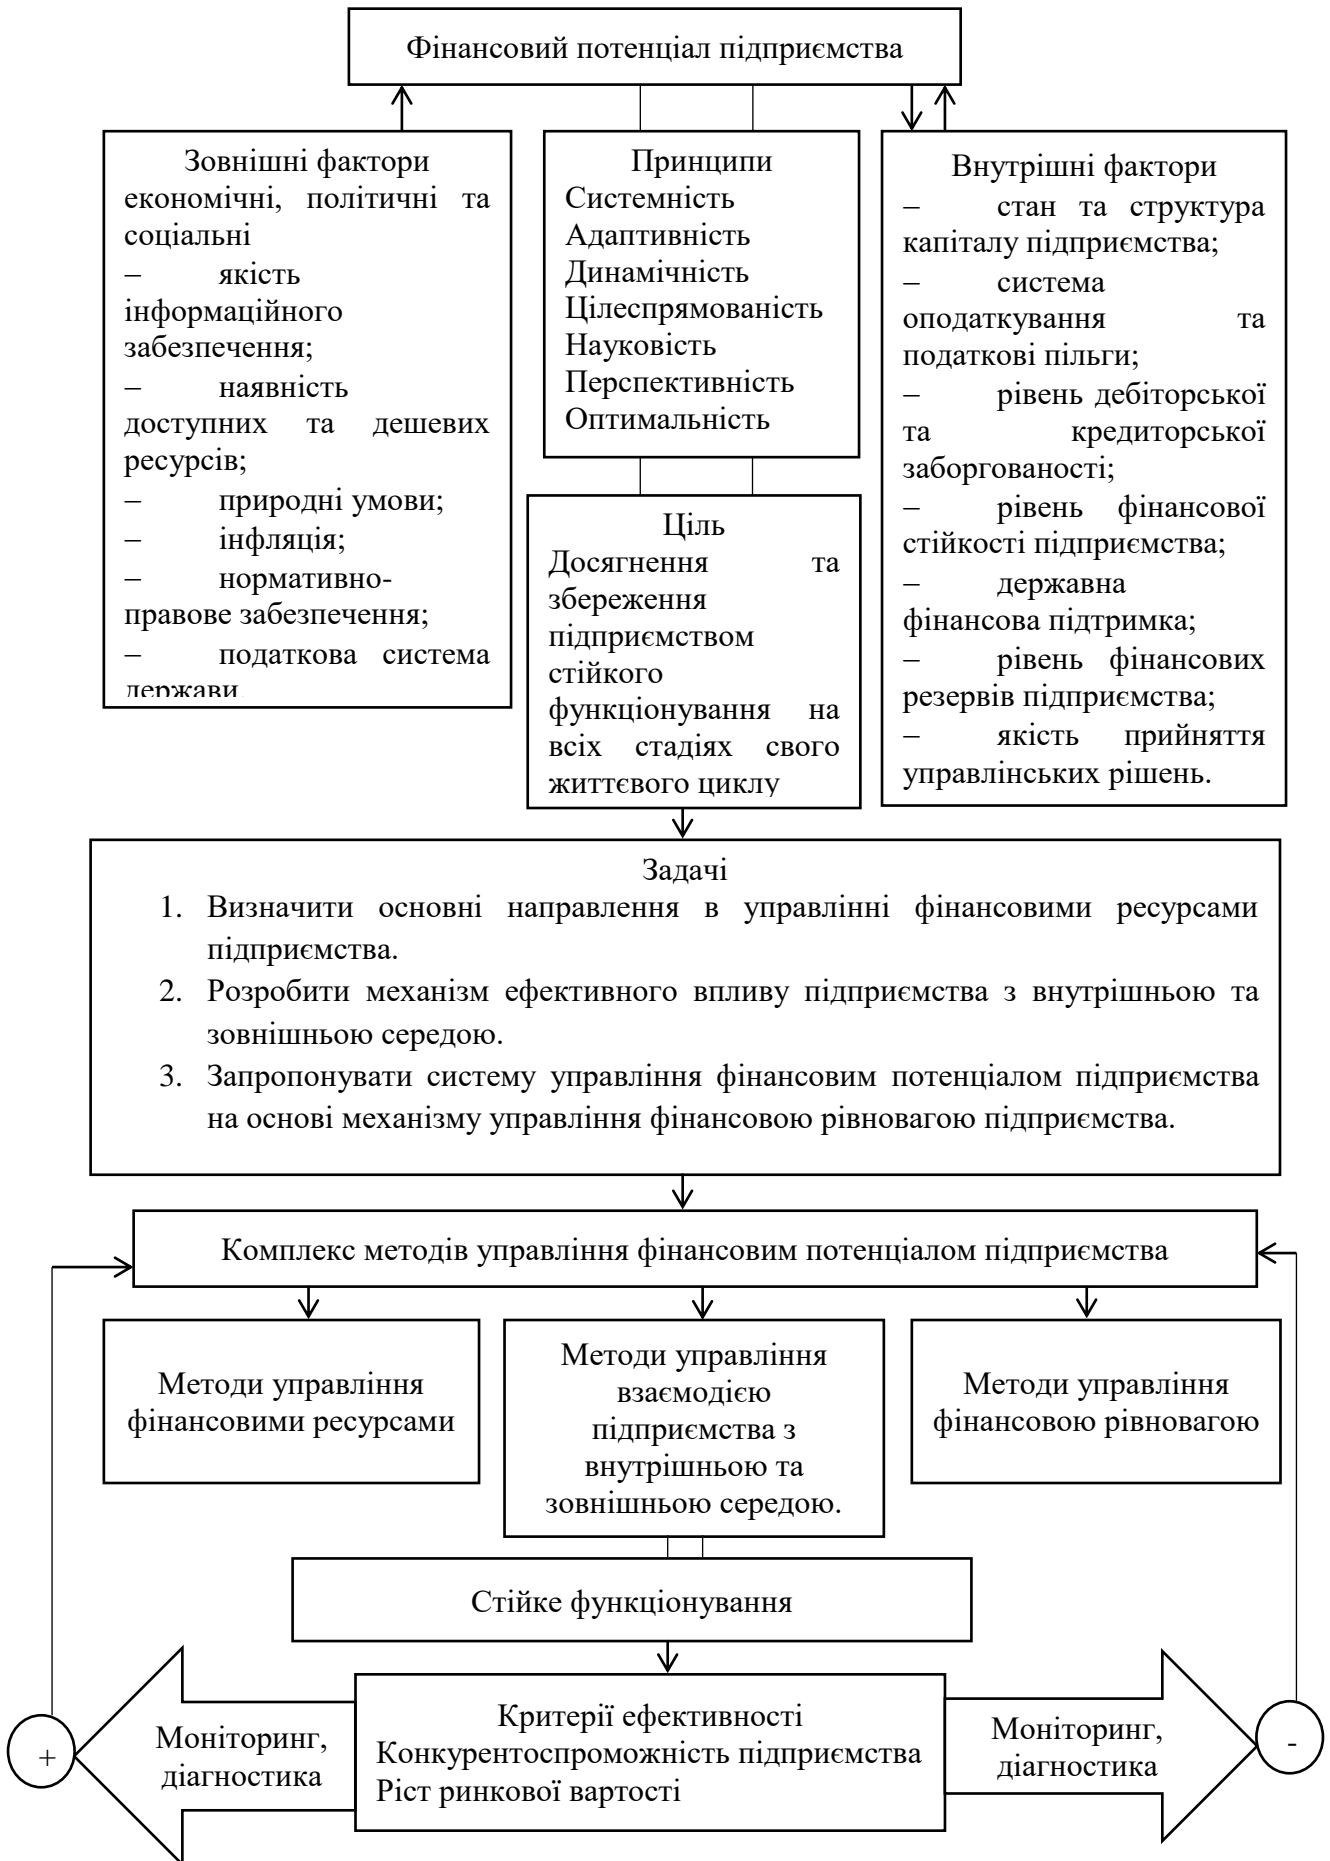 Фінансовий потенціал підприємства
Зовнішні фактори
економічні, політичні та
соціальні
– якість
інформаційного
забезпечення;
– наявність
доступних та дешевих
ресурсів;
– природні умови;
– інфляція;
– нормативно-
правове забезпечення;
– податкова система
держави.
Принципи
Системність
Адаптивність
Динамічність
Цілеспрямованість
Науковість
Перспективність
Оптимальність
Ціль
Досягнення та
збереження
підприємством
стійкого
функціонування на
всіх стадіях свого
життєвого циклу
Внутрішні фактори
– стан та структура
капіталу підприємства;
– система
оподаткування та
податкові пільги;
– рівень дебіторської
та кредиторської
заборгованості;
– рівень фінансової
стійкості підприємства;
– державна
фінансова підтримка;
– рівень фінансових
резервів підприємства;
– якість прийняття
управлінських рішень.
Задачі
1. Визначити основні направлення в управлінні фінансовими ресурсами
підприємства.
2. Розробити механізм ефективного впливу підприємства з внутрішньою та
зовнішньою середою.
3. Запропонувати систему управління фінансовим потенціалом підприємства
на основі механізму управління фінансовою рівновагою підприємства.
Комплекс методів управління фінансовим потенціалом підприємства
Методи управління
фінансовими ресурсами
Методи управління
взаємодією
підприємства з
внутрішньою та
зовнішньою середою.
Методи управління
фінансовою рівновагою
Стійке функціонування
+
Моніторинг,
діагностика
Критерії ефективності
Конкурентоспроможність підприємства
Ріст ринкової вартості
Моніторинг,
діагностика
-